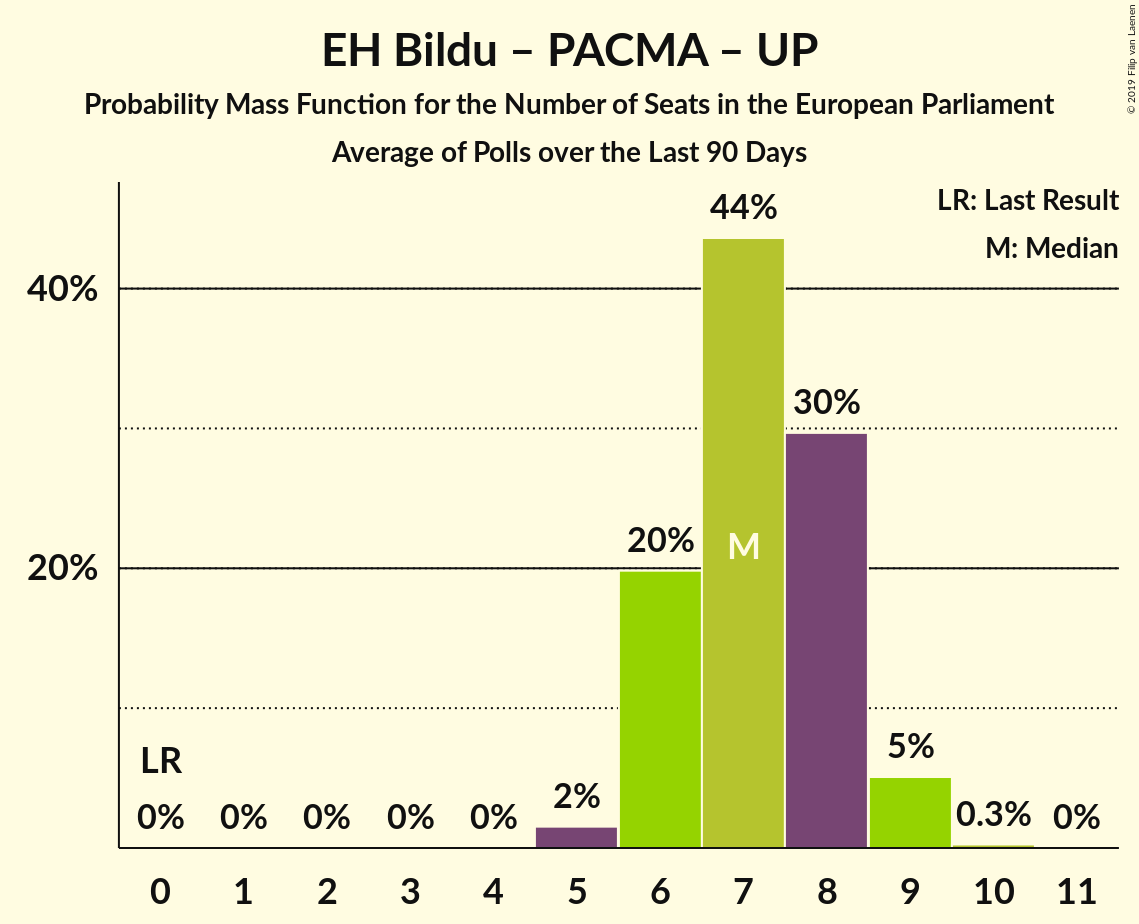 EH Bildu – PACMA – UP
Probability Mass Function for the Number of Seats in the European Parliament
Average of Polls over the Last 90 Days
© 2019 Filip van Laenen
LR: Last Result
M: Median
40%
20%
LR
0%
0%
0%
0%
0%
2%
20%
44%
M
30%
5%
0.3%
0%
0 1 2 3 4 5 6 7 8 9 10 11